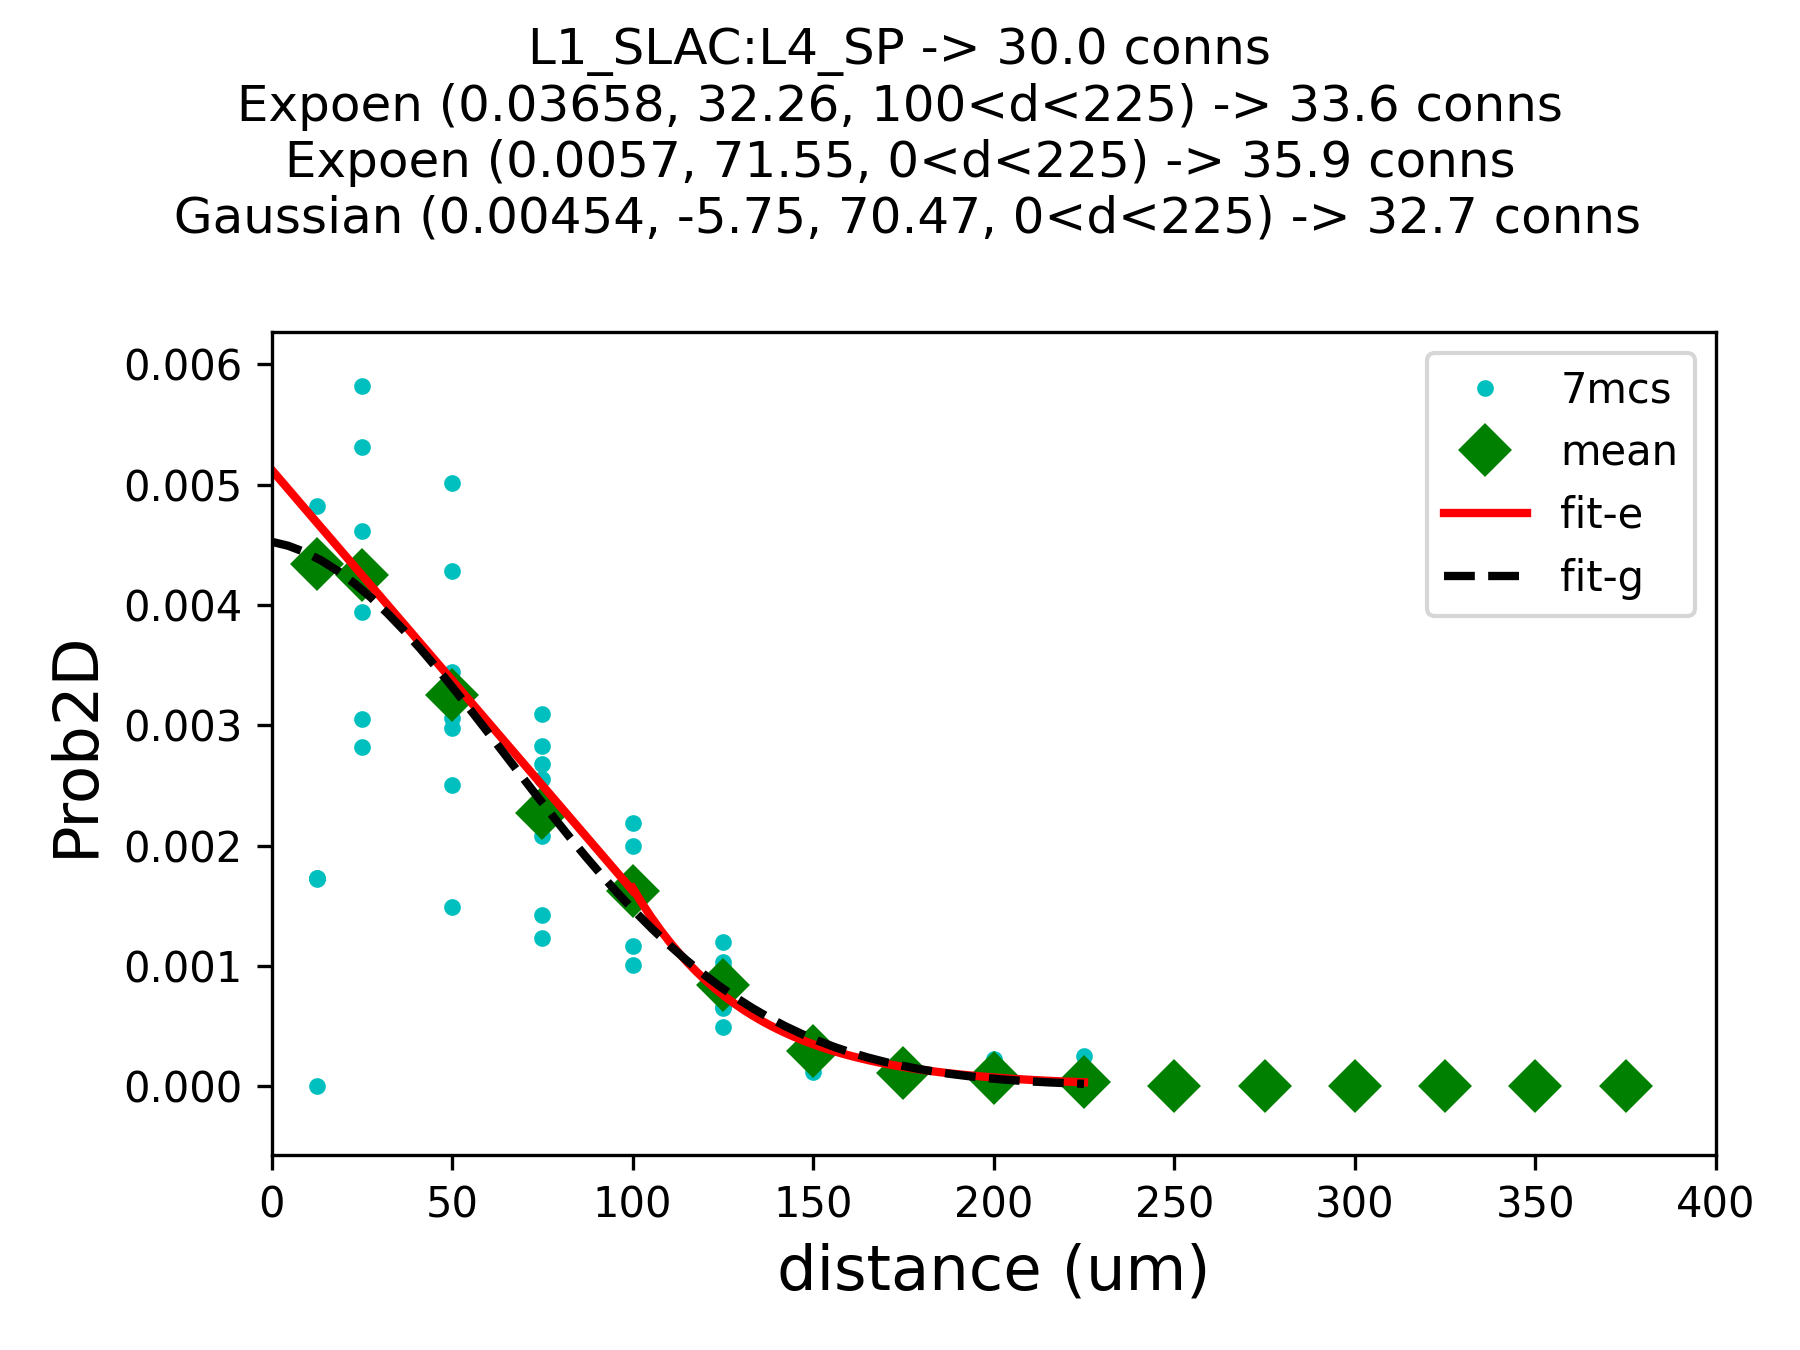 L1_SLAC:L4_SP -> 30.0 conns
Expoen (0.03658, 32.26, 100<d<225) -> 33.6 conns
Expoen (0.0057, 71.55, 0<d<225) -> 35.9 conns
Gaussian (0.00454, -5.75, 70.47, 0<d<225) -> 32.7 conns
0.006
0.005
0.004
0.003
0.002
0.001
0.000
Prob2D
7mcs
mean
fit-e
fit-g
0 50 100 150 200 250 300 350 400
distance (um)